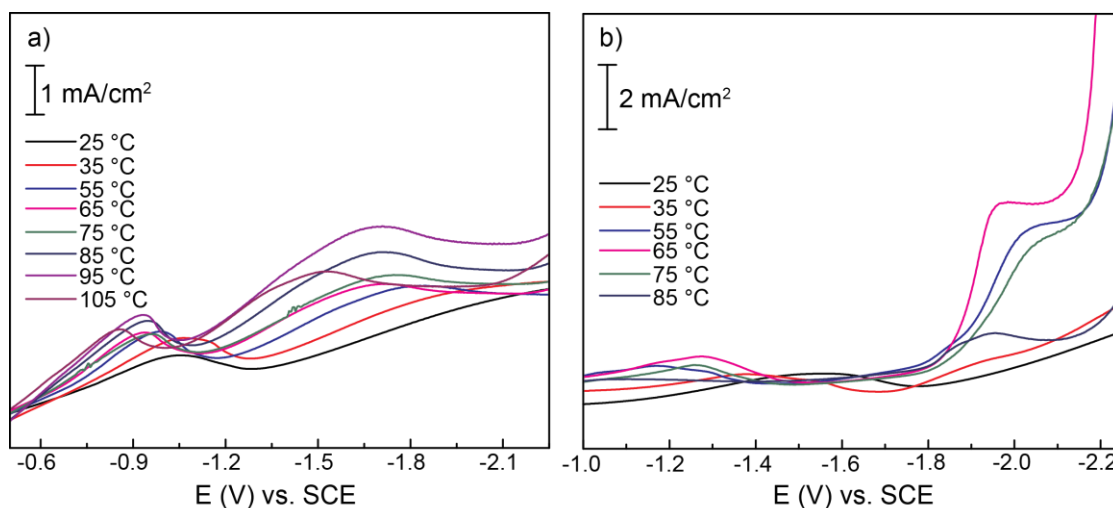 a)
1 mA/cm²
25 °C
35 °C
55 °C
65 °C
75 °C
85 °C
95 °C
105 °C
-0.6 -0.9 -1.2 -1.5 -1.8 -2.1
E (V) vs. SCE
b)
2 mA/cm²
25 °C
35 °C
55 °C
65 °C
75 °C
85 °C
-1.0 -1.2 -1.4 -1.6 -1.8 -2.0 -2.2
E (V) vs. SCE